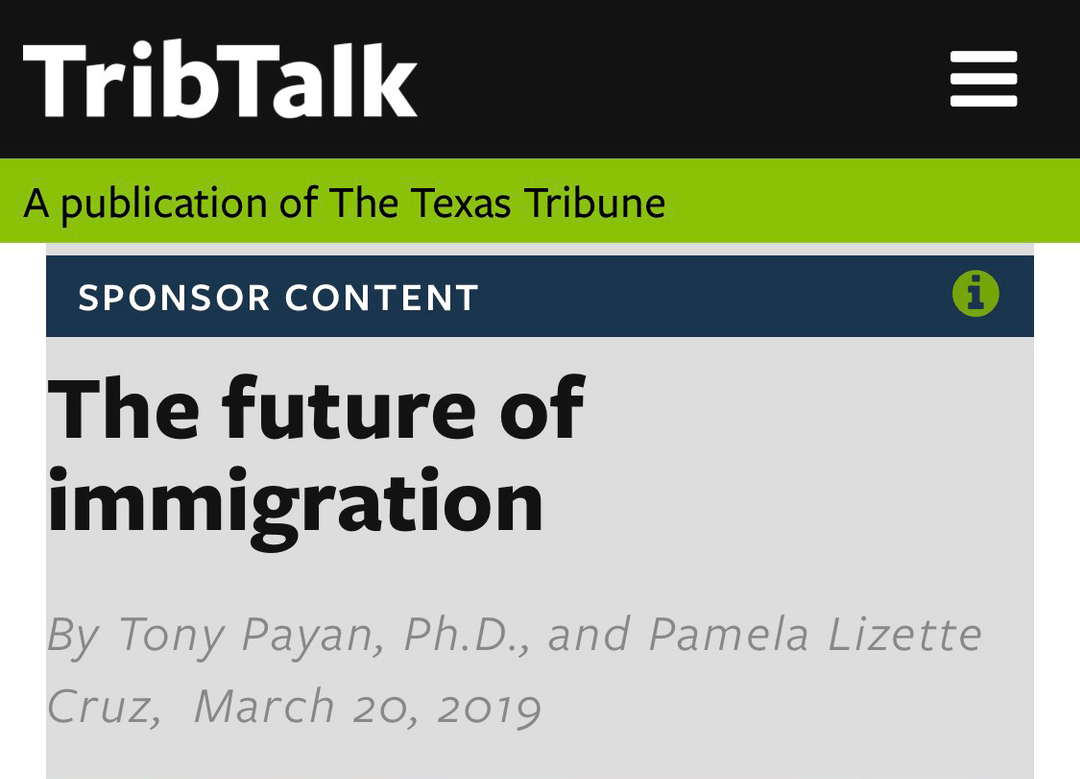 TribTalk
A publication of The Texas Tribune
SPONSOR CONTENT
The future of
immigration
By Tony Payan, Ph.D., and Pamela Lizette
Cruz,  March 20, 2019